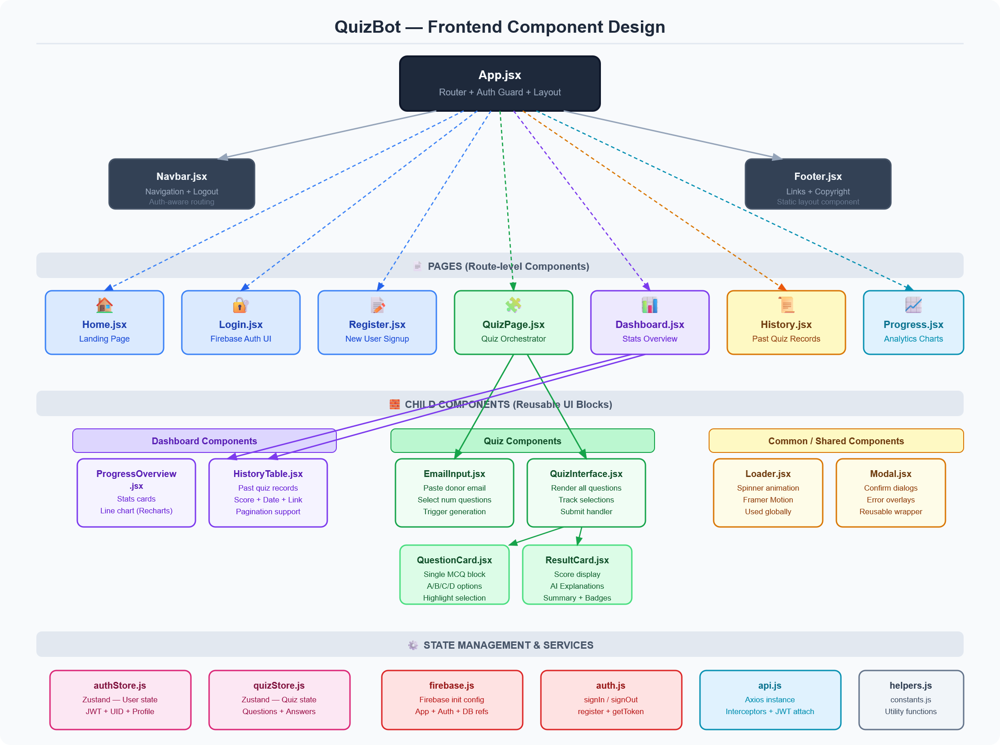 QuizBot — Frontend Component Design
App.jsx
Router + Auth Guard + Layout
Navbar.jsx
Navigation + Logout
Auth-aware routing
Footer.jsx
Links + Copyright
Static layout component
PAGES (Route-level Components)
Home.jsx
Landing Page
Login.jsx
Firebase Auth UI
Register.jsx
New User Signup
QuizPage.jsx
Quiz Orchestrator
Dashboard.jsx
Stats Overview
History.jsx
Past Quiz Records
Progress.jsx
Analytics Charts
CHILD COMPONENTS (Reusable UI Blocks)
Dashboard Components
ProgressOverview
.jsx
Stats cards
Line chart (Recharts)
HistoryTable.jsx
Past quiz records
Score + Date + Link
Pagination support
Quiz Components
EmailInput.jsx
Paste donor email
Select num questions
Trigger generation
QuizInterface.jsx
Render all questions
Track selections
Submit handler
QuestionCard.jsx
Single MCQ block
A/B/C/D options
Highlight selection
ResultCard.jsx
Score display
AI Explanations
Summary + Badges
Common / Shared Components
Loader.jsx
Spinner animation
Framer Motion
Used globally
Modal.jsx
Confirm dialogs
Error overlays
Reusable wrapper
STATE MANAGEMENT & SERVICES
authStore.js
Zustand — User state
JWT + UID + Profile
quizStore.js
Zustand — Quiz state
Questions + Answers
firebase.js
Firebase init config
App + Auth + DB refs
auth.js
signIn / signOut
register + getToken
api.js
Axios instance
Interceptors + JWT attach
helpers.js
constants.js
Utility functions